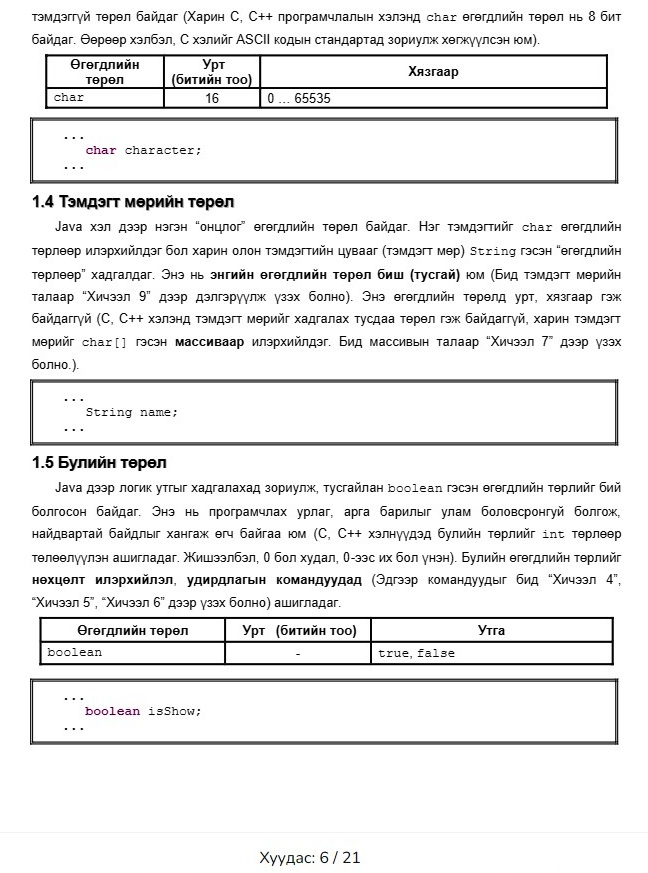 тэмдэггүй төрөл байдаг (Харин C, C++ програмчлалын хэлэнд char өгөгдлийн төрөл нь 8 бит
байдаг. Өөрөөр хэлбэл, C хэлийг ASCII кодын стандартад зориулж хөгжүүлсэн юм).
Өгөгдлийн төрөл Урт (битийн тоо) Хязгаар
char 16 0 … 65535
...
char character;
...
1.4 Тэмдэгт мөрийн төрөл
Java хэл дээр нэгэн “онцлог” өгөгдлийн төрөл байдаг. Нэг тэмдэгтийг char өгөгдлийн
төрлөөр илэрхийлдэг бол харин олон тэмдэгтийн цувааг (тэмдэгт мөр) String гэсэн “өгөгдлийн
төрлөөр” хадгалдаг. Энэ нь энгийн өгөгдлийн төрөл биш (тусгай) юм (Бид тэмдэгт мөрийн
талаар “Хичээл 9” дээр дэлгэрүүлж үзэх болно). Энэ өгөгдлийн төрөлд урт, хязгаар гэж
байдаггүй (C, C++ хэлэнд тэмдэгт мөрийг хадгалах тусдаа төрөл гэж байдаггүй, харин тэмдэгт
мөрийг char[] гэсэн массиваар илэрхийлдэг. Бид массивын талаар “Хичээл 7” дээр үзэх
болно.).
...
String name;
...
1.5 Булийн төрөл
Java дээр логик утгыг хадгалахад зориулж, тусгайлан boolean гэсэн өгөгдлийн төрлийг бий
болгосон байдаг. Энэ нь програмчлах урлаг, арга барилыг улам боловсронгуй болгож,
найдвартай байдлыг хангаж өгч байгаа юм (C, C++ хэлнүүдэд булийн төрлийг int төрлөөр
төлөөлүүлэн ашигладаг. Жишээлбэл, 0 бол худал, 0-ээс их бол үнэн). Булийн өгөгдлийн төрлийг
нөхцөлт илэрхийлэл, удирдлагын командуудад (Эдгээр командуудыг бид “Хичээл 4”,
“Хичээл 5”, “Хичээл 6” дээр үзэх болно) ашигладаг.
Өгөгдлийн төрөл Урт (битийн тоо) Утга
boolean - true, false
...
boolean isShow;
...
Хуудас: 6 / 21